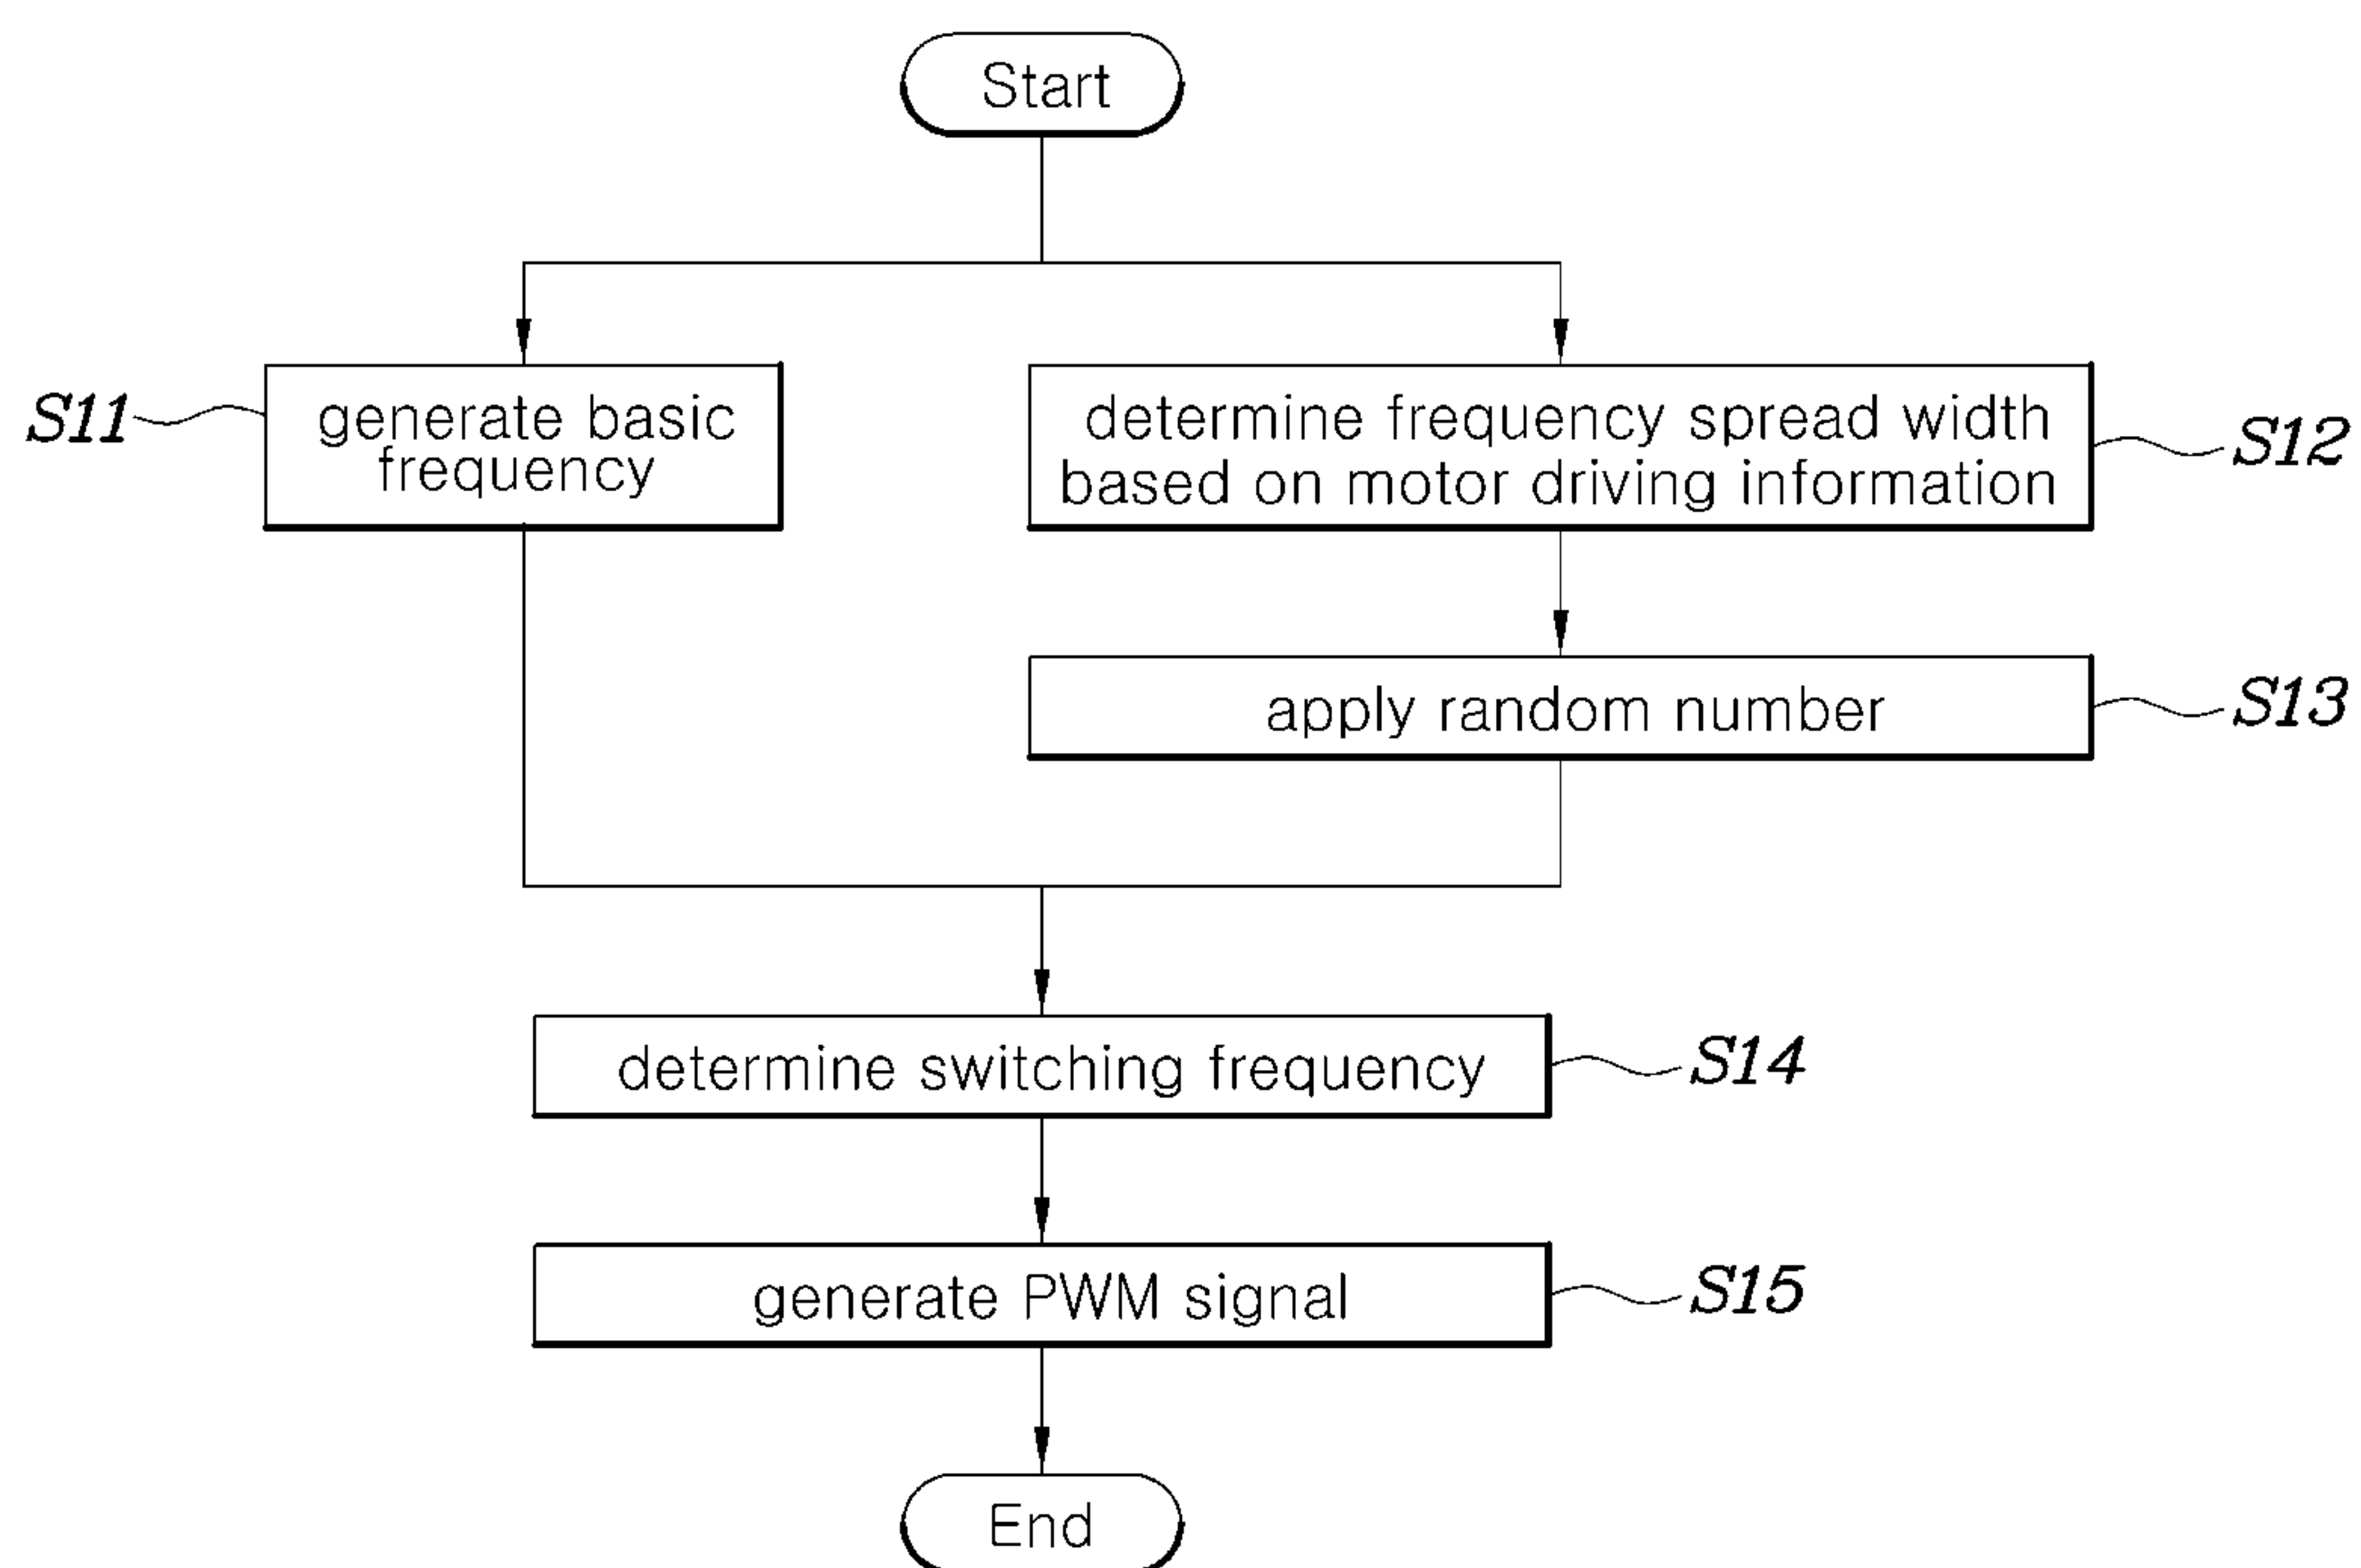 Start
S11
generate basic
frequency
determine frequency spread width
based on motor driving information
S12
apply random number
S13
determine switching frequency
S14
generate PWM signal
S15
End